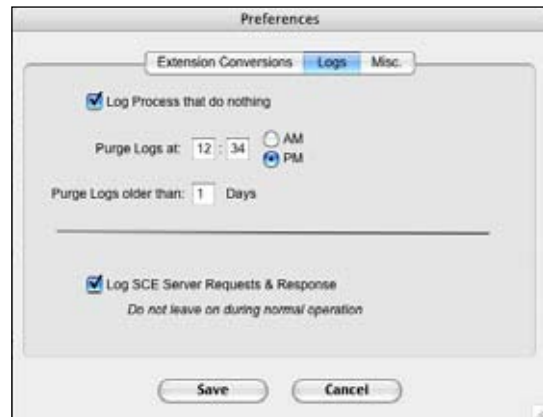 Preferences
Extension Conversions Logs Misc.
Log Process that do nothing
Purge Logs at: 12 : 34 AM
PM
Purge Logs older than: 1 Days
Log SCE Server Requests & Response
Do not leave on during normal operation
Save Cancel